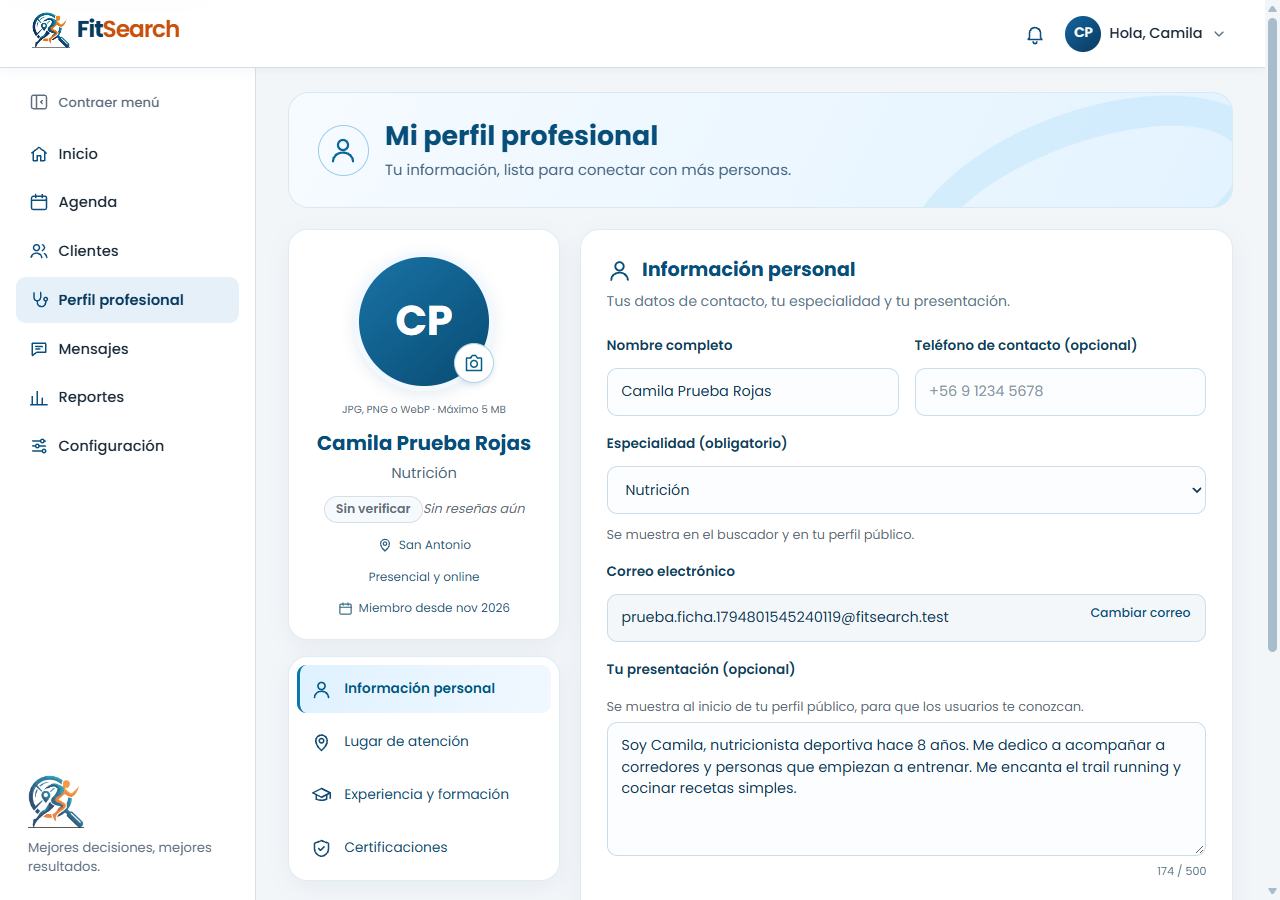 FitSearch
CP
Hola, Camila
Contraer menú
Inicio
Agenda
Clientes
Perfil profesional
Mensajes
Reportes
Configuración
Mejores decisiones, mejores
resultados.
Mi perfil profesional
Tu información, lista para conectar con más personas.
CP
JPG, PNG o WebP · Máximo 5 MB
Camila Prueba Rojas
Nutrición
Sin verificar
Sin reseñas aún
San Antonio
Presencial y online
Miembro desde nov 2026
Información personal
Lugar de atención
Experiencia y formación
Certificaciones
Información personal
Tus datos de contacto, tu especialidad y tu presentación.
Nombre completo
Camila Prueba Rojas
Teléfono de contacto (opcional)
+56 9 1234 5678
Especialidad (obligatorio)
Nutrición
Se muestra en el buscador y en tu perfil público.
Correo electrónico
prueba.ficha.1794801545240119@fitsearch.test
Cambiar correo
Tu presentación (opcional)
Se muestra al inicio de tu perfil público, para que los usuarios te conozcan.
Soy Camila, nutricionista deportiva hace 8 años. Me dedico a acompañar a
corredores y personas que empiezan a entrenar. Me encanta el trail running y
cocinar recetas simples.
174 / 500